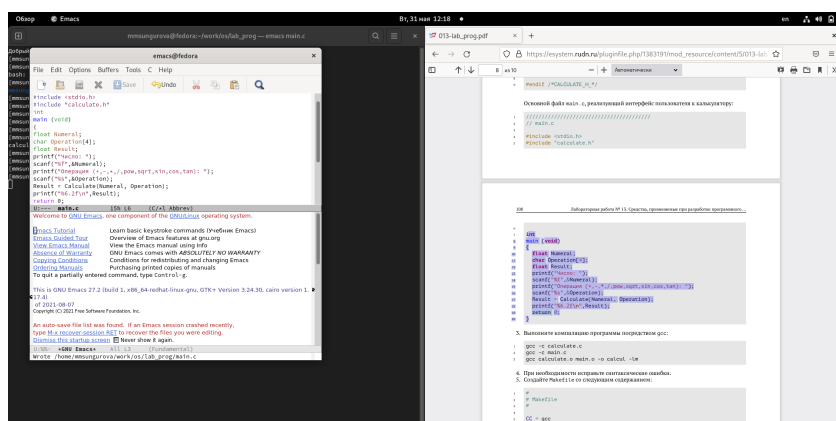 Обзор
Emacs
Вт, 31 мая 12:18
en
mmsungurova@fedora:~/work/os/lab_prog — emacs main.c
emacs@fedora
File Edit Options Buffers Tools C Help
Save
Undo
#include <stdio.h>
#include "calculate.h"
int
main (void)
{
float Numeral;
char Operation[4];
float Result;
printf("Число: ");
scanf("%f",&Numeral);
printf("Операция (+,-,*,/,pow,sqrt,sin,cos,tan): ");
scanf("%s",&Operation);
Result = Calculate(Numeral, Operation);
printf("%6.2f\n",Result);
return 0;
U:--- main.c 15% L6 (C/*l Abbrev)
Welcome to GNU Emacs, one component of the GNU/Linux operating system.
Emacs Tutorial Learn basic keystroke commands (Учебник Emacs)
Emacs Guided Tour Overview of Emacs features at gnu.org
View Emacs Manual View the Emacs manual using Info
Absence of Warranty GNU Emacs comes with ABSOLUTELY NO WARRANTY
Copying Conditions Conditions for redistributing and changing Emacs
Ordering Manuals Purchasing printed copies of manuals
To quit a partially entered command, type Control-g.
This is GNU Emacs 27.2 (build 1, x86_64-redhat-linux-gnu, GTK+ Version 3.24.30, cairo version 1.
17.4)
of 2021-08-07
Copyright (C) 2021 Free Software Foundation, Inc.
An auto-save file list was found. If an Emacs session crashed recently,
type M-x recover-session RET to recover the files you were editing.
Dismiss this startup screen Never show it again.
U:%%- *GNU Emacs* All L3 (Fundamental)
Wrote /home/mmsungurova/work/os/lab_prog/main.c
013-lab_prog.pdf
https://esystem.rudn.ru/pluginfile.php/1383191/mod_resource/content/5/013-lab
8 из 10
Автоматически
#endif /*CALCULATE_H_*/
Основной файл main.c, реализующий интерфейс пользователя к калькулятору:
// main.c
#include <stdio.h>
#include "calculate.h"
108 Лабораторная работа № 13. Средства, применяемые при разработке программного…
int
main (void)
{
float Numeral;
char Operation[4];
float Result;
printf("Число: ");
scanf("%f",&Numeral);
printf("Операция (+,-,*,/,pow,sqrt,sin,cos,tan): ");
scanf("%s",&Operation);
Result = Calculate(Numeral, Operation);
printf("%6.2f\n",Result);
return 0;
}
3. Выполните компиляцию программы посредством gcc:
gcc -c calculate.c
gcc -c main.c
gcc calculate.o main.o -o calcul -lm
4. При необходимости исправьте синтаксические ошибки.
5. Создайте Makefile со следующим содержанием:
#
# Makefile
#
CC = gcc